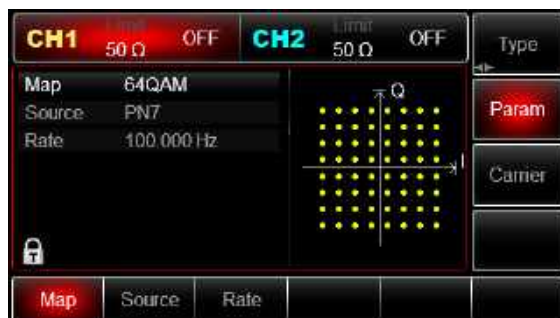 CH1 Limit 50 Ω OFF CH2 Limit 50 Ω OFF
Type
Map 64QAM
Source PN7
Rate 100.000 Hz
Q
I
Param
Carrier
Map Source Rate